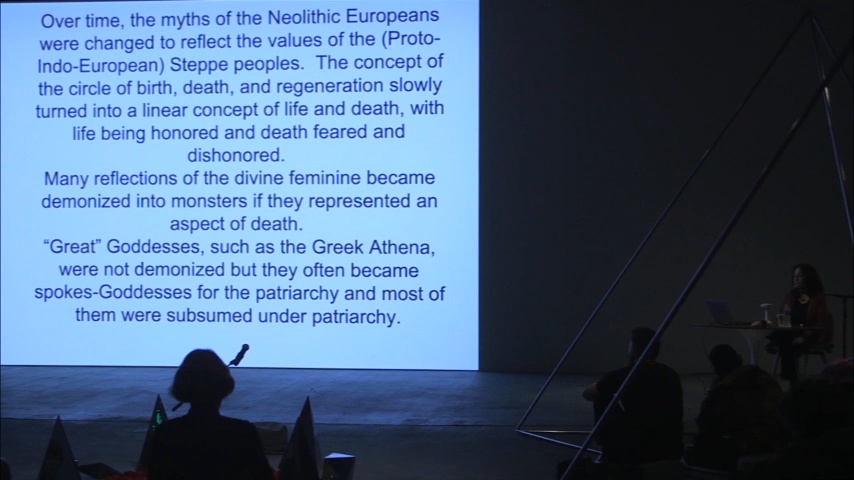 Over time, the myths of the Neolithic Europeans
were changed to reflect the values of the (Proto-
Indo-European) Steppe peoples.  The concept of
the circle of birth, death, and regeneration slowly
turned into a linear concept of life and death, with
life being honored and death feared and
dishonored.
Many reflections of the divine feminine became
demonized into monsters if they represented an
aspect of death.
“Great” Goddesses, such as the Greek Athena,
were not demonized but they often became
spokes-Goddesses for the patriarchy and most of
them were subsumed under patriarchy.